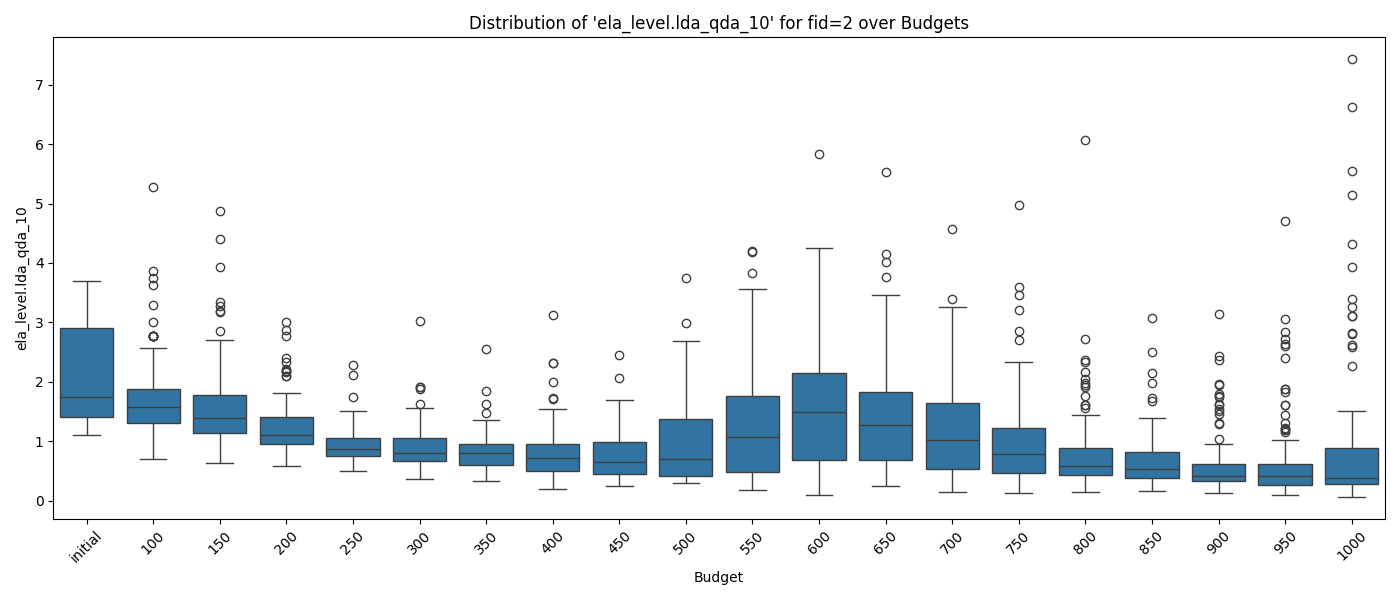 Distribution of 'ela_level.lda_qda_10' for fid=2 over Budgets
ela_level.lda_qda_10
7
6
5
4
3
2
1
0
initial 100 150 200 250 300 350 400 450 500 550 600 650 700 750 800 850 900 950 1000
Budget